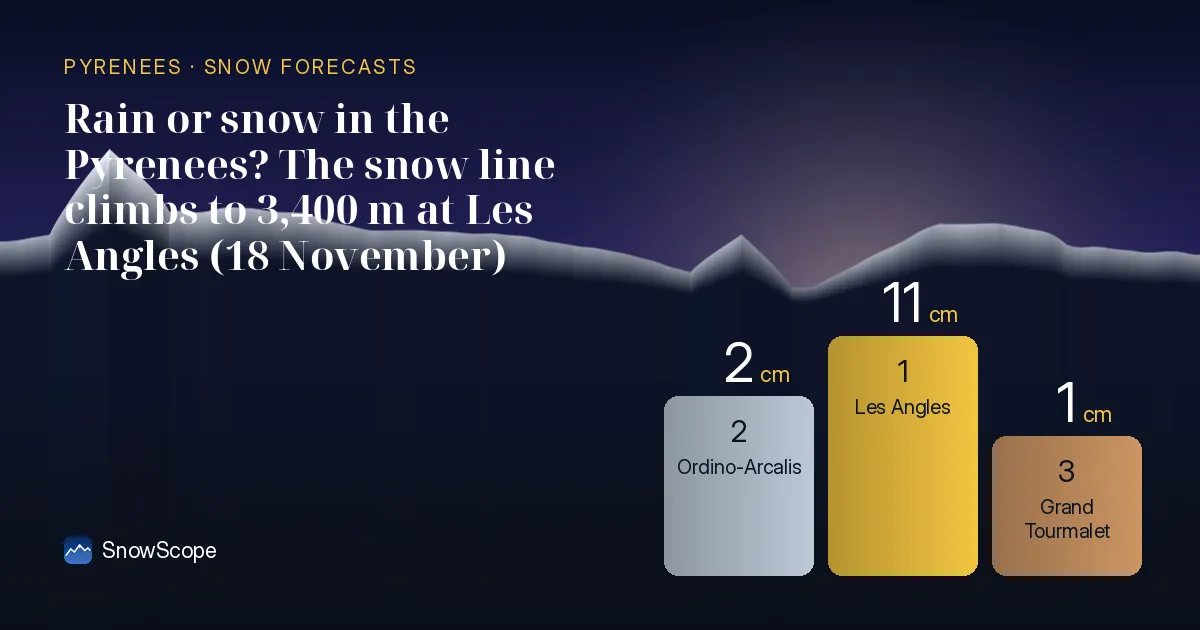 PYRENEES · SNOW FORECASTS
Rain or snow in the
Pyrenees? The snow line
climbs to 3,400 m at Les
Angles (18 November)
11 cm
2 cm
1 cm
1
Les Angles
2
Ordino-Arcalis
3
Grand
Tourmalet
SnowScope